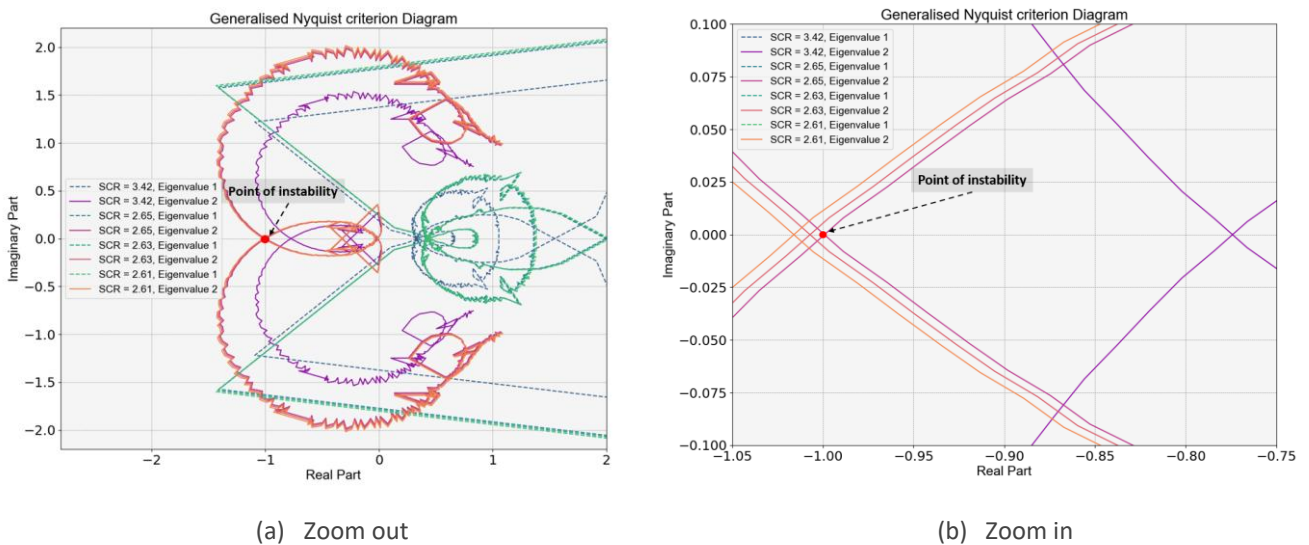 Generalised Nyquist criterion Diagram
2.0
1.5
1.0
0.5
0.0
−0.5
−1.0
−1.5
−2.0
Imaginary Part
SCR = 3.42, Eigenvalue 1
SCR = 3.42, Eigenvalue 2
SCR = 2.65, Eigenvalue 1
SCR = 2.65, Eigenvalue 2
SCR = 2.63, Eigenvalue 1
SCR = 2.63, Eigenvalue 2
SCR = 2.61, Eigenvalue 1
SCR = 2.61, Eigenvalue 2
Point of instability
−2
−1
0
1
2
Real Part
(a) Zoom out
Generalised Nyquist criterion Diagram
0.100
0.075
0.050
0.025
0.000
−0.025
−0.050
−0.075
−0.100
Imaginary Part
SCR = 3.42, Eigenvalue 1
SCR = 3.42, Eigenvalue 2
SCR = 2.65, Eigenvalue 1
SCR = 2.65, Eigenvalue 2
SCR = 2.63, Eigenvalue 1
SCR = 2.63, Eigenvalue 2
SCR = 2.61, Eigenvalue 1
SCR = 2.61, Eigenvalue 2
Point of instability
−1.05
−1.00
−0.95
−0.90
−0.85
−0.80
−0.75
Real Part
(b) Zoom in